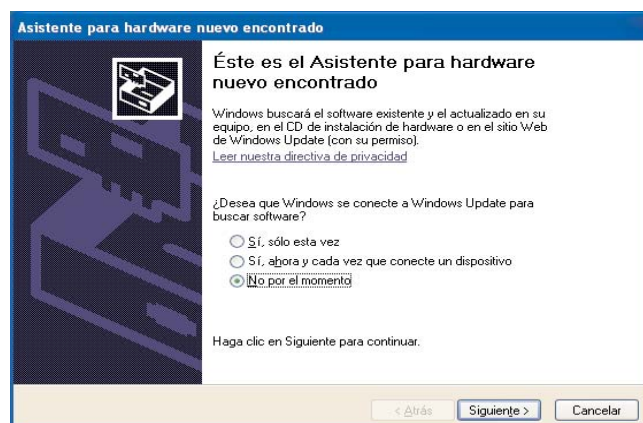 Asistente para hardware nuevo encontrado
Éste es el Asistente para hardware
nuevo encontrado
Windows buscará el software existente y el actualizado en su
equipo, en el CD de instalación de hardware o en el sitio Web
de Windows Update (con su permiso).
Leer nuestra directiva de privacidad
¿Desea que Windows se conecte a Windows Update para
buscar software?
Sí, sólo esta vez
Sí, ahora y cada vez que conecte un dispositivo
No por el momento
Haga clic en Siguiente para continuar.
< Atrás
Siguiente >
Cancelar